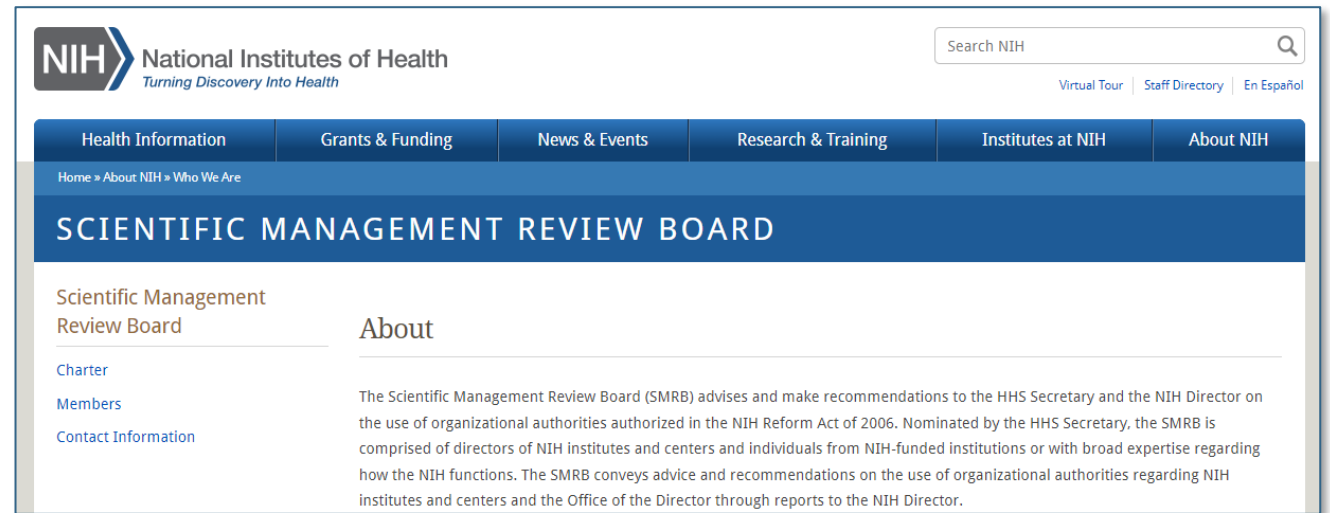 NIH
National Institutes of Health
Turning Discovery Into Health
Search NIH
Virtual Tour
Staff Directory
En Español
Health Information
Grants & Funding
News & Events
Research & Training
Institutes at NIH
About NIH
Home » About NIH » Who We Are
SCIENTIFIC MANAGEMENT REVIEW BOARD
Scientific Management
Review Board
Charter
Members
Contact Information
About
The Scientific Management Review Board (SMRB) advises and make recommendations to the HHS Secretary and the NIH Director on
the use of organizational authorities authorized in the NIH Reform Act of 2006. Nominated by the HHS Secretary, the SMRB is
comprised of directors of NIH institutes and centers and individuals from NIH-funded institutions or with broad expertise regarding
how the NIH functions. The SMRB conveys advice and recommendations on the use of organizational authorities regarding NIH
institutes and centers and the Office of the Director through reports to the NIH Director.